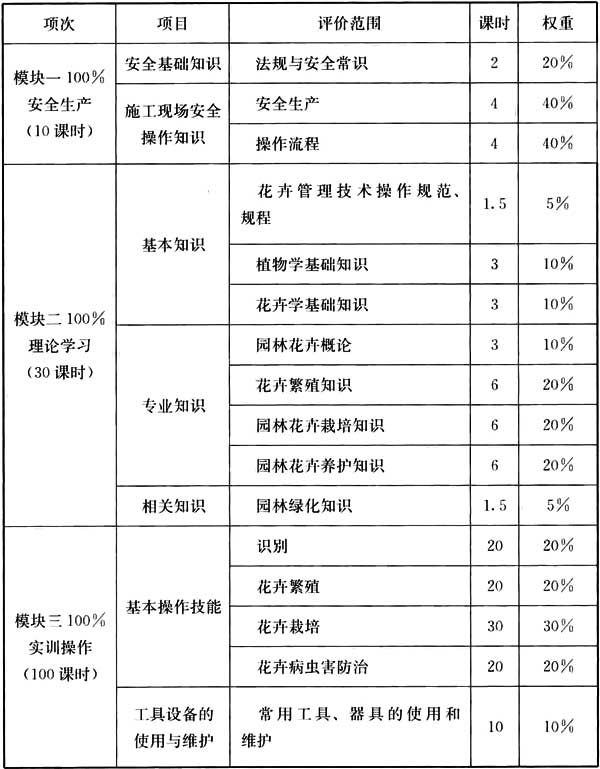 项次 项目 评价范围 课时 权重
模块一 100%
安全生产
(10 课时)
安全基础知识 法规与安全常识 2 20%
施工现场安全
操作知识
安全生产 4 40%
操作流程 4 40%
模块二 100%
理论学习
(30 课时)
基本知识
花卉管理技术操作规范、
规程
1.5 5%
植物学基础知识 3 10%
花卉学基础知识 3 10%
专业知识
园林花卉概论 3 10%
花卉繁殖知识 6 20%
园林花卉栽培知识 6 20%
园林花卉养护知识 6 20%
相关知识 园林绿化知识 1.5 5%
模块三 100%
实训操作
(100 课时)
基本操作技能
识别 20 20%
花卉繁殖 20 20%
花卉栽培 30 30%
花卉病虫害防治 20 20%
工具设备的
使用与维护
常用工具、器具的使用和
维护
10 10%